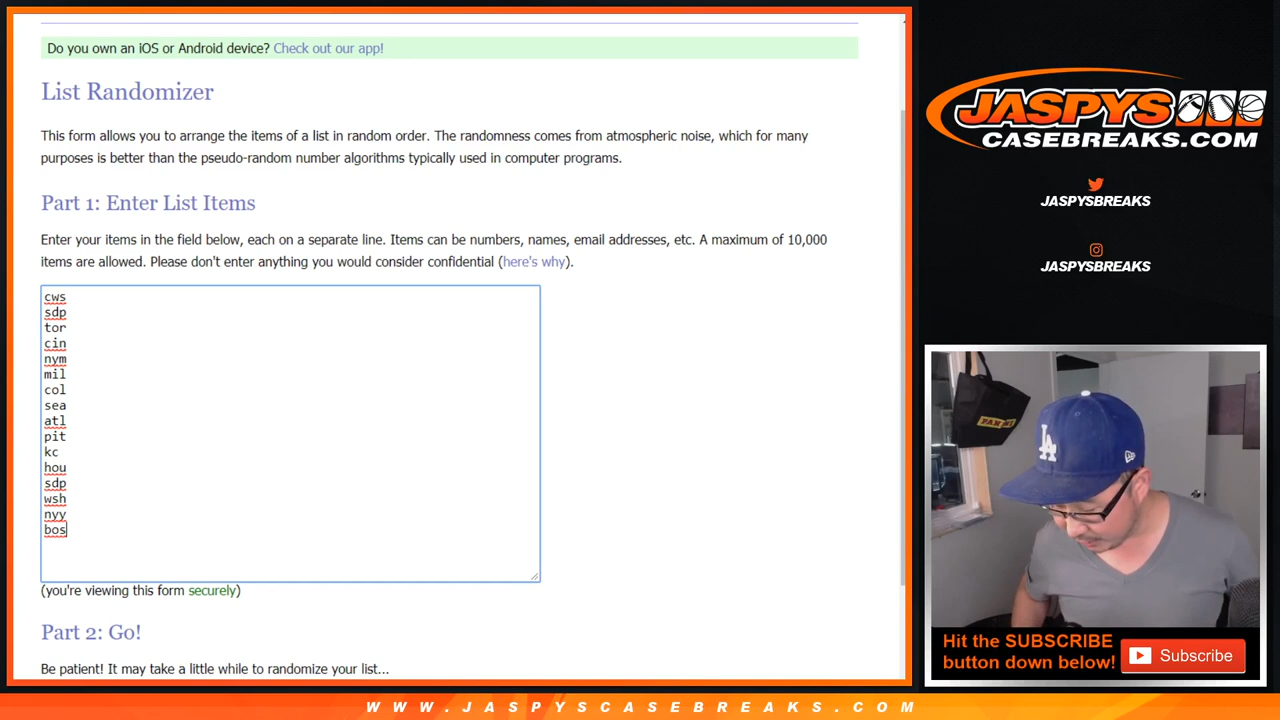 Do you own an iOS or Android device? Check out our app!
List Randomizer
This form allows you to arrange the items of a list in random order. The randomness comes from atmospheric noise, which for many
purposes is better than the pseudo-random number algorithms typically used in computer programs.
Part 1: Enter List Items
Enter your items in the field below, each on a separate line. Items can be numbers, names, email addresses, etc. A maximum of 10,000
items are allowed. Please don't enter anything you would consider confidential (here's why).
cws
sdp
tor
cin
nym
mil
col
sea
atl
pit
kc
hou
sdp
wsh
nyy
bos
(you're viewing this form securely)
Part 2: Go!
Be patient! It may take a little while to randomize your list...
JASPYS
CASEBREAKS.COM
JASPYSBREAKS
JASPYSBREAKS
PANINI
LA
Hit the SUBSCRIBE
button down below!
Subscribe
WWW.JASPYSCASEBREAKS.COM